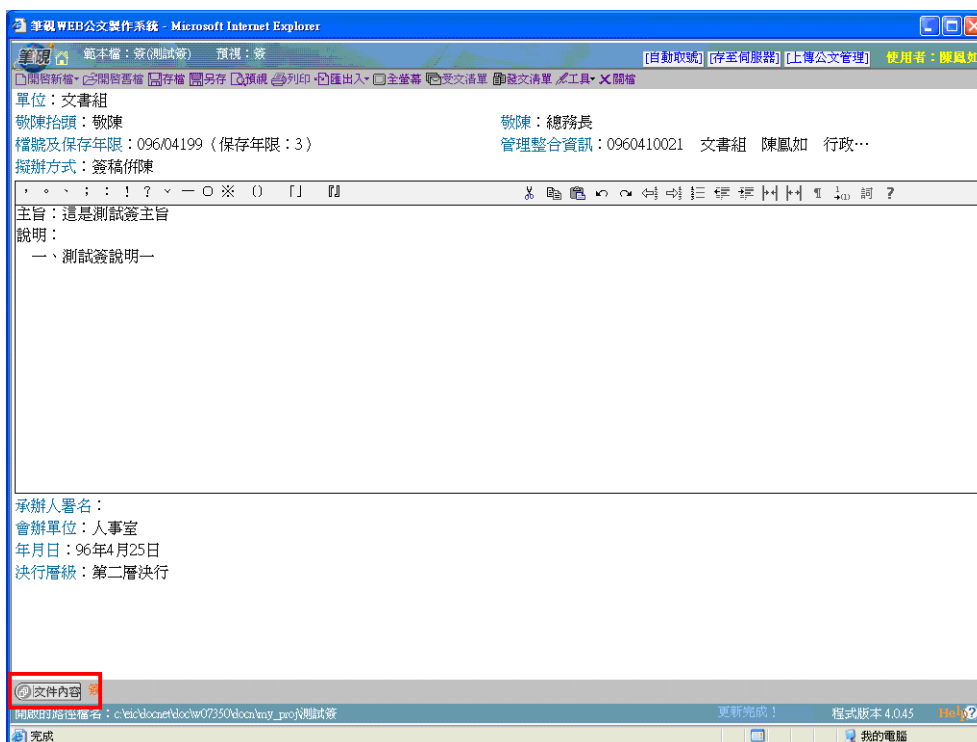 筆硯WEB公文製作系統 - Microsoft Internet Explorer
筆硯 範本檔：簽(測試簽) 預視：簽
[自動取號] [存至伺服器] [上傳公文管理] 使用者：陳鳳如
開啟新檔 開啟舊檔 存檔 另存 預視 列印 匯出入 全螢幕 受文清單 發文清單 工具 關檔
單位：文書組
敬陳抬頭：敬陳 敬陳：總務長
檔號及保存年限：096/04199（保存年限：3） 管理整合資訊：0960410021 文書組 陳鳳如 行政…
擬辦方式：簽稿併陳
，。、；：！？ˇ—○※ () 「」 『』 ¶ 詞 ?
主旨：這是測試簽主旨
說明：
一、測試簽說明一
承辦人署名：
會辦單位：人事室
年月日：96年4月25日
決行層級：第二層決行
文件內容 簽
開啟的路徑檔名：c:\eic\docnet\doc\w07350\docn\my_proj\測試簽 更新完成！ 程式版本 4.0.45 Help?
完成 我的電腦